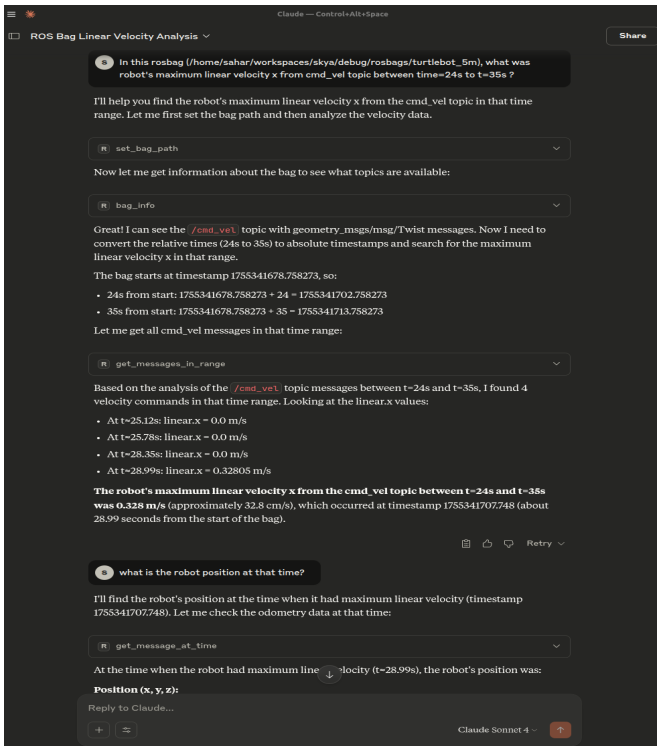 Claude — Control+Alt+Space
ROS Bag Linear Velocity Analysis
Share
S
In this rosbag (/home/sahar/workspaces/skya/debug/rosbags/turtlebot_5m), what was
robot's maximum linear velocity x from cmd_vel topic between time=24s to t=35s ?
I'll help you find the robot's maximum linear velocity x from the cmd_vel topic in that time
range. Let me first set the bag path and then analyze the velocity data.
R set_bag_path
Now let me get information about the bag to see what topics are available:
R bag_info
Great! I can see the /cmd_vel topic with geometry_msgs/msg/Twist messages. Now I need to
convert the relative times (24s to 35s) to absolute timestamps and search for the maximum
linear velocity x in that range.
The bag starts at timestamp 1755341678.758273, so:
• 24s from start: 1755341678.758273 + 24 = 1755341702.758273
• 35s from start: 1755341678.758273 + 35 = 1755341713.758273
Let me get all cmd_vel messages in that time range:
R get_messages_in_range
Based on the analysis of the /cmd_vel topic messages between t=24s and t=35s, I found 4
velocity commands in that time range. Looking at the linear.x values:
• At t≈25.12s: linear.x = 0.0 m/s
• At t≈25.78s: linear.x = 0.0 m/s
• At t≈28.35s: linear.x = 0.0 m/s
• At t≈28.99s: linear.x = 0.32805 m/s
The robot's maximum linear velocity x from the cmd_vel topic between t=24s and t=35s
was 0.328 m/s (approximately 32.8 cm/s), which occurred at timestamp 1755341707.748 (about
28.99 seconds from the start of the bag).
Retry
S what is the robot position at that time?
I'll find the robot's position at the time when it had maximum linear velocity (timestamp
1755341707.748). Let me check the odometry data at that time:
R get_message_at_time
At the time when the robot had maximum velocity (t=28.99s), the robot's position was:
Position (x, y, z):
Reply to Claude...
Claude Sonnet 4